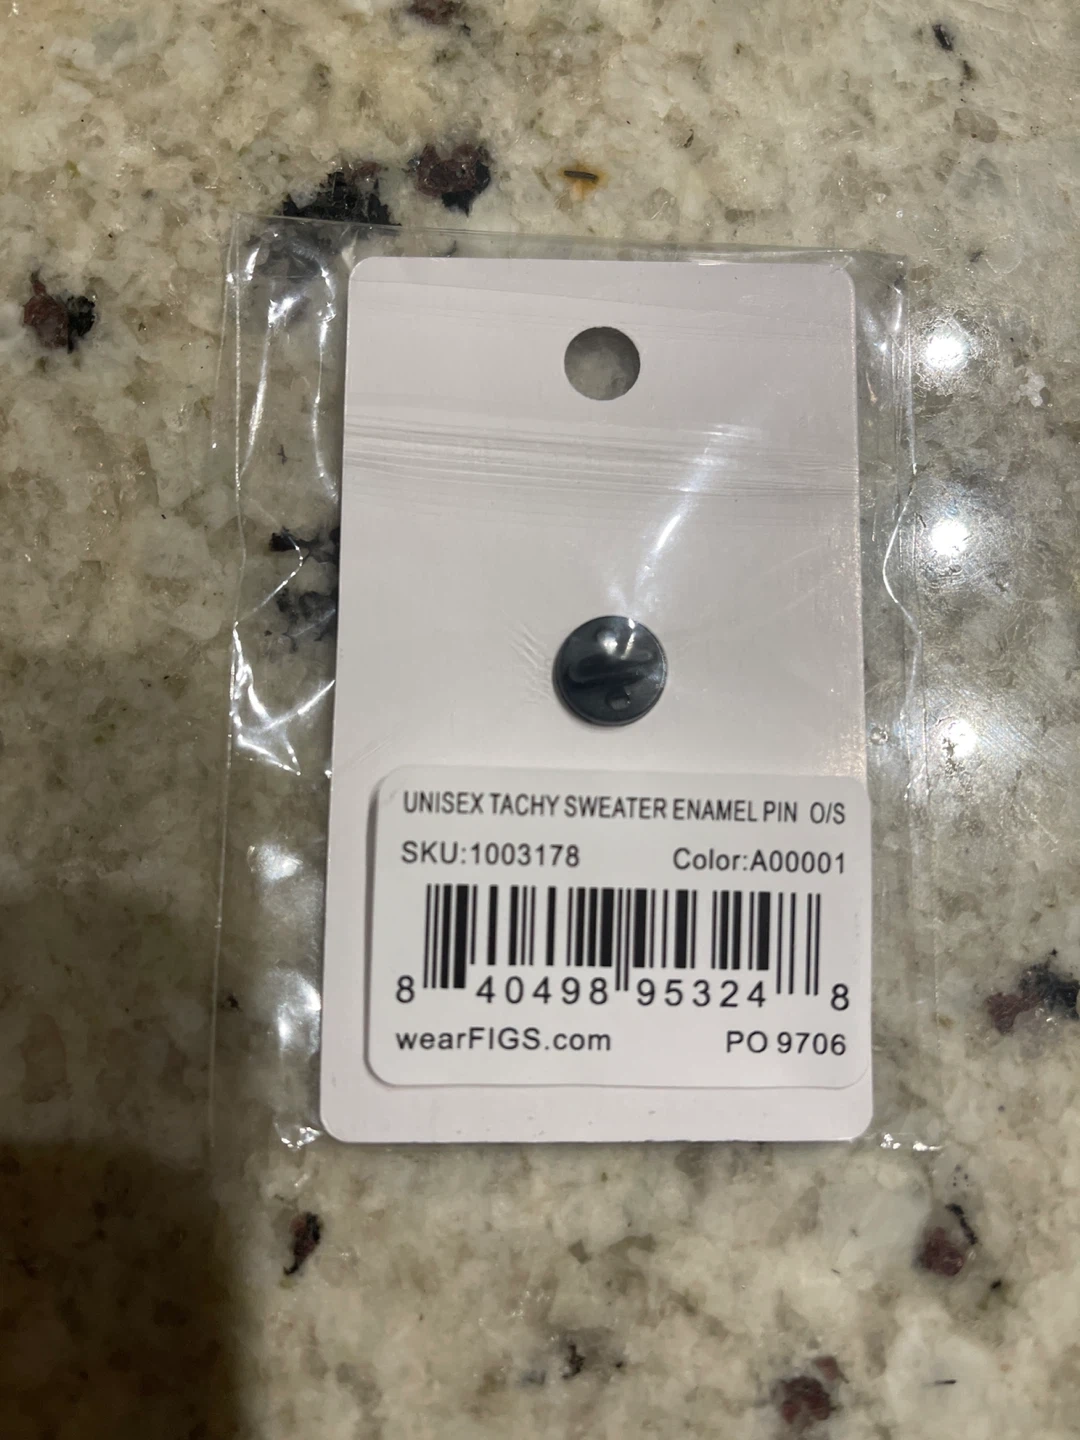 UNISEX TACHY SWEATER ENAMEL PIN O/S
SKU:1003178 Color:A00001
8 40498 95324 8
wearFIGS.com PO 9706